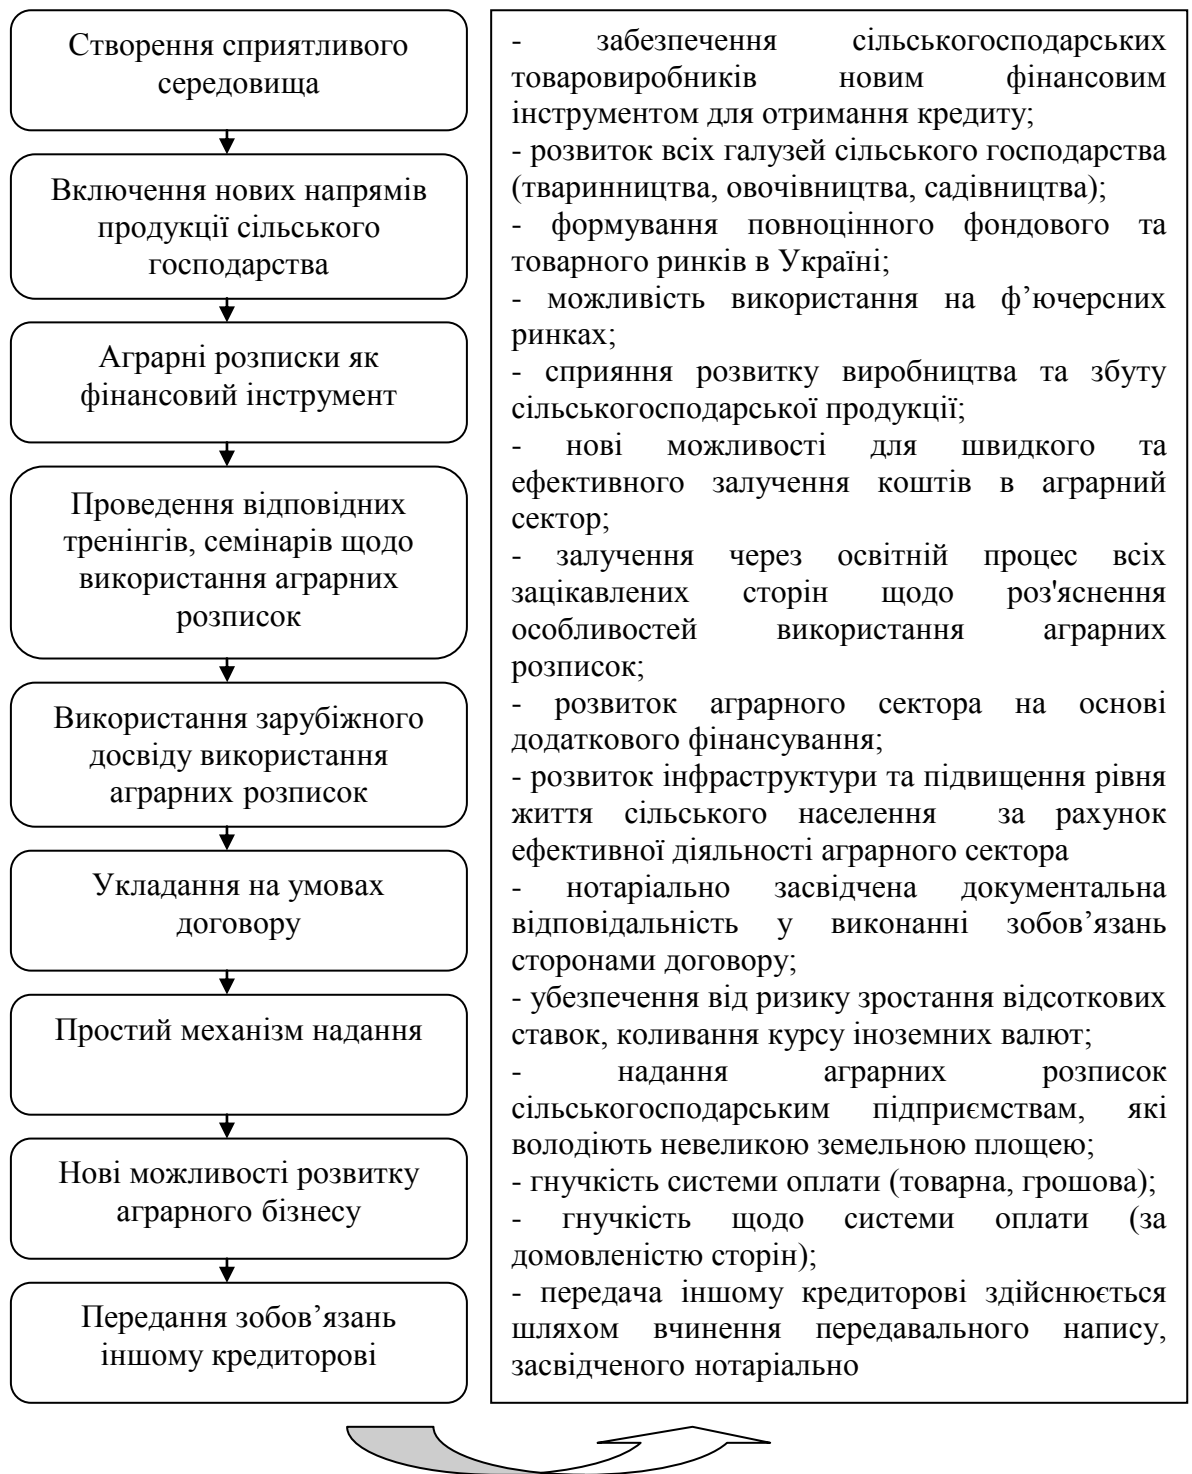 Створення сприятливого
середовища
Включення нових напрямів
продукції сільського
господарства
Аграрні розписки як
фінансовий інструмент
Проведення відповідних
тренінгів, семінарів щодо
використання аграрних
розписок
Використання зарубіжного
досвіду використання
аграрних розписок
Укладання на умовах
договору
Простий механізм надання
Нові можливості розвитку
аграрного бізнесу
Передання зобов’язань
іншому кредиторові
- забезпечення сільськогосподарських
товаровиробників новим фінансовим
інструментом для отримання кредиту;
- розвиток всіх галузей сільського господарства
(тваринництва, овочівництва, садівництва);
- формування повноцінного фондового та
товарного ринків в Україні;
- можливість використання на ф’ючерсних
ринках;
- сприяння розвитку виробництва та збуту
сільськогосподарської продукції;
- нові можливості для швидкого та
ефективного залучення коштів в аграрний
сектор;
- залучення через освітній процес всіх
зацікавлених сторін щодо роз'яснення
особливостей використання аграрних
розписок;
- розвиток аграрного сектора на основі
додаткового фінансування;
- розвиток інфраструктури та підвищення рівня
життя сільського населення за рахунок
ефективної діяльності аграрного сектора
- нотаріально засвідчена документальна
відповідальність у виконанні зобов’язань
сторонами договору;
- убезпечення від ризику зростання відсоткових
ставок, коливання курсу іноземних валют;
- надання аграрних розписок
сільськогосподарським підприємствам, які
володіють невеликою земельною площею;
- гнучкість системи оплати (товарна, грошова);
- гнучкість щодо системи оплати (за
домовленістю сторін);
- передача іншому кредиторові здійснюється
шляхом вчинення передавального напису,
засвідченого нотаріально